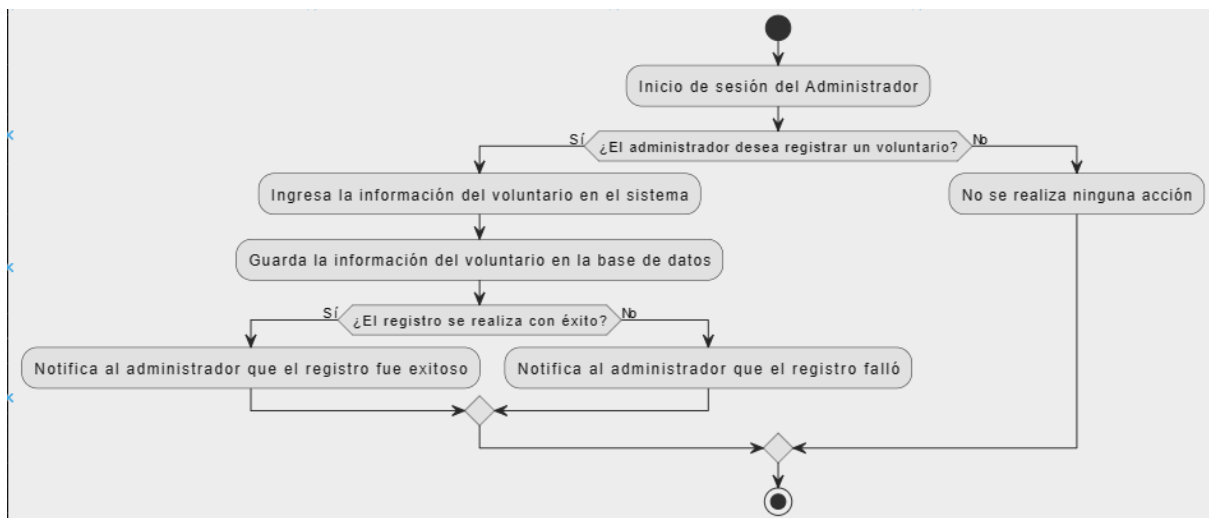 Inicio de sesión del Administrador
Sí
¿El administrador desea registrar un voluntario?
No
Ingresa la información del voluntario en el sistema
No se realiza ninguna acción
Guarda la información del voluntario en la base de datos
Sí
¿El registro se realiza con éxito?
No
Notifica al administrador que el registro fue exitoso
Notifica al administrador que el registro falló